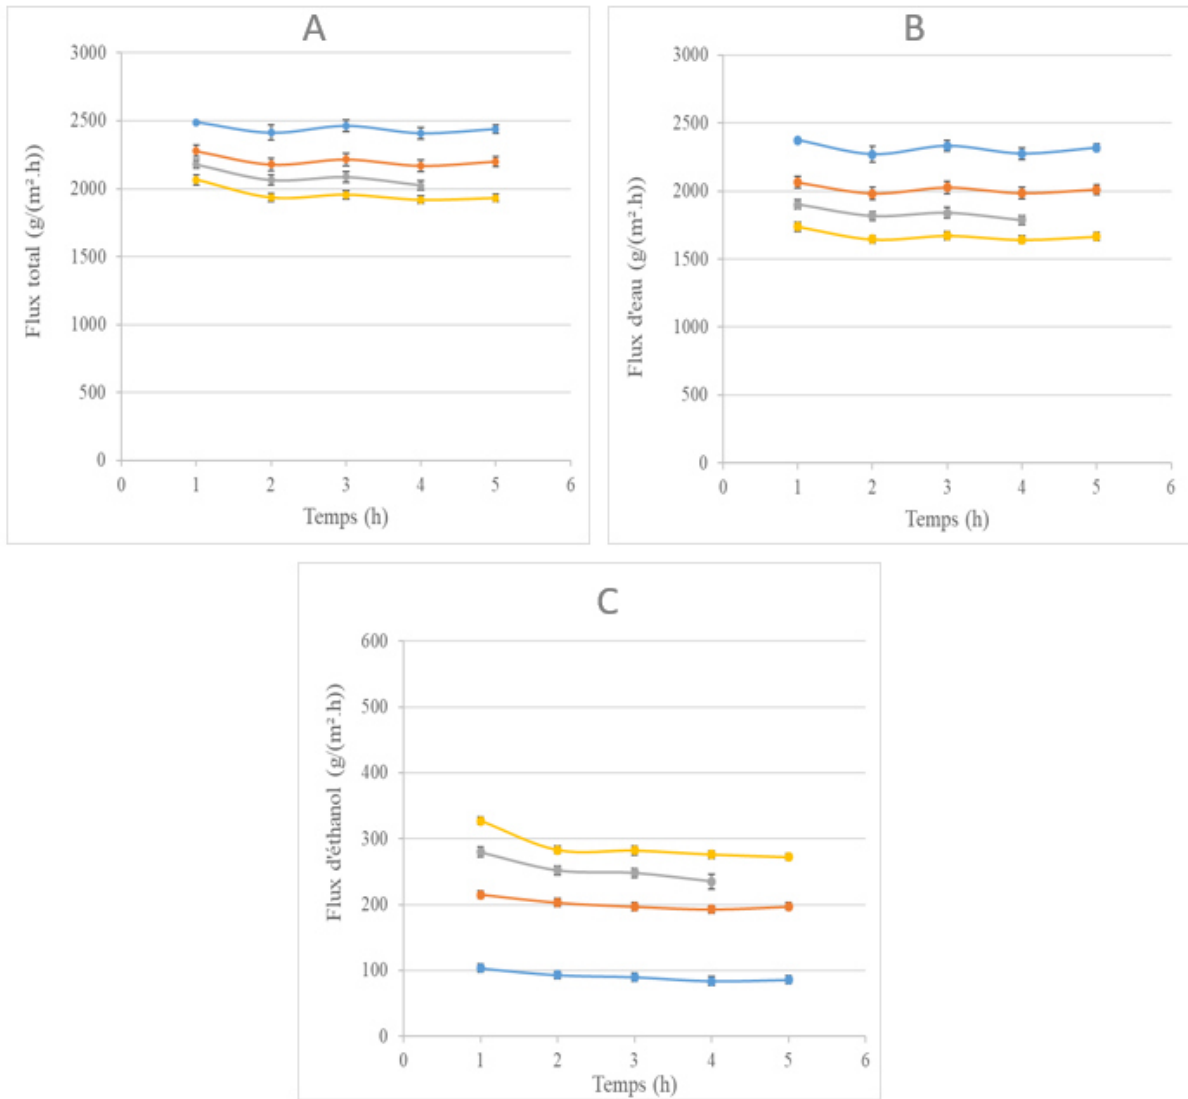 A
3000
2500
2000
1500
1000
500
0
0 1 2 3 4 5 6
Temps (h)
Flux total (g/(m².h))
B
3000
2500
2000
1500
1000
500
0
0 1 2 3 4 5 6
Temps (h)
Flux d'eau (g/(m².h))
C
600
500
400
300
200
100
0
0 1 2 3 4 5 6
Temps (h)
Flux d'éthanol (g/(m².h))